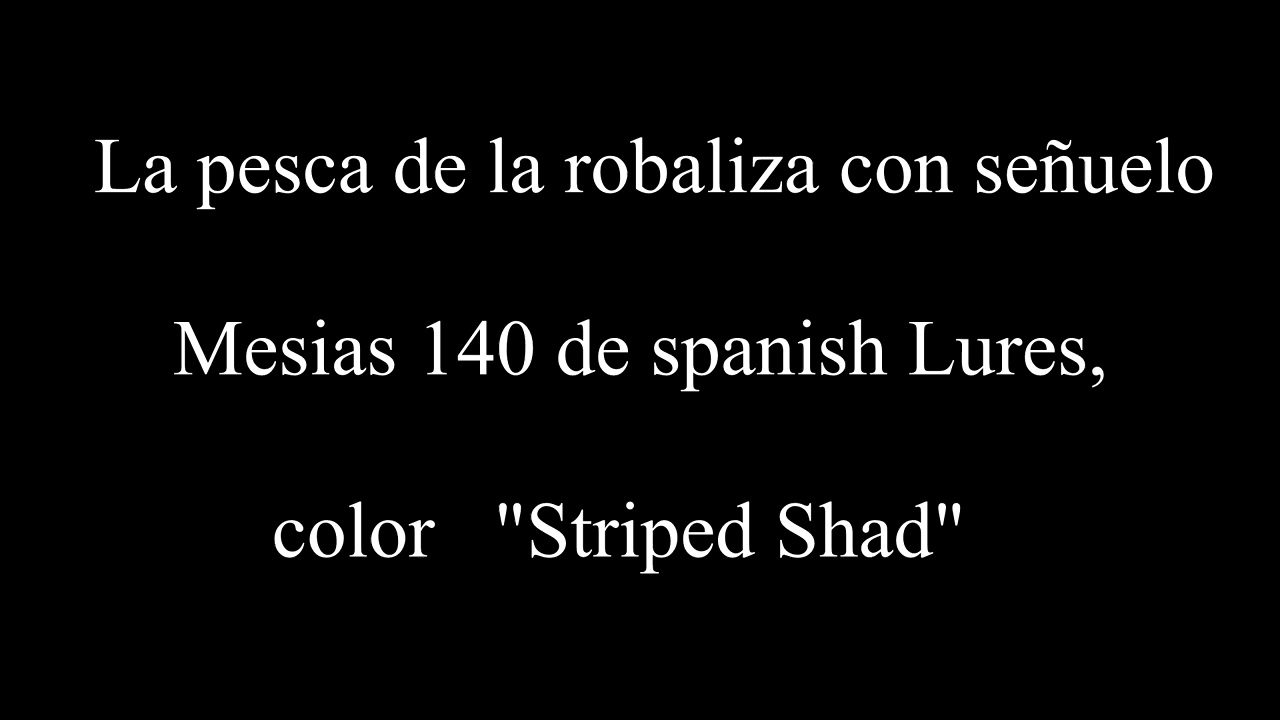 La pesca de la robaliza con señuelo
Mesias 140 de spanish Lures,
color "Striped Shad"